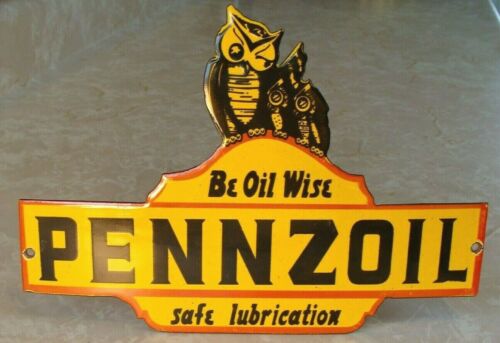 Be Oil Wise
PENNZOIL
safe lubrication